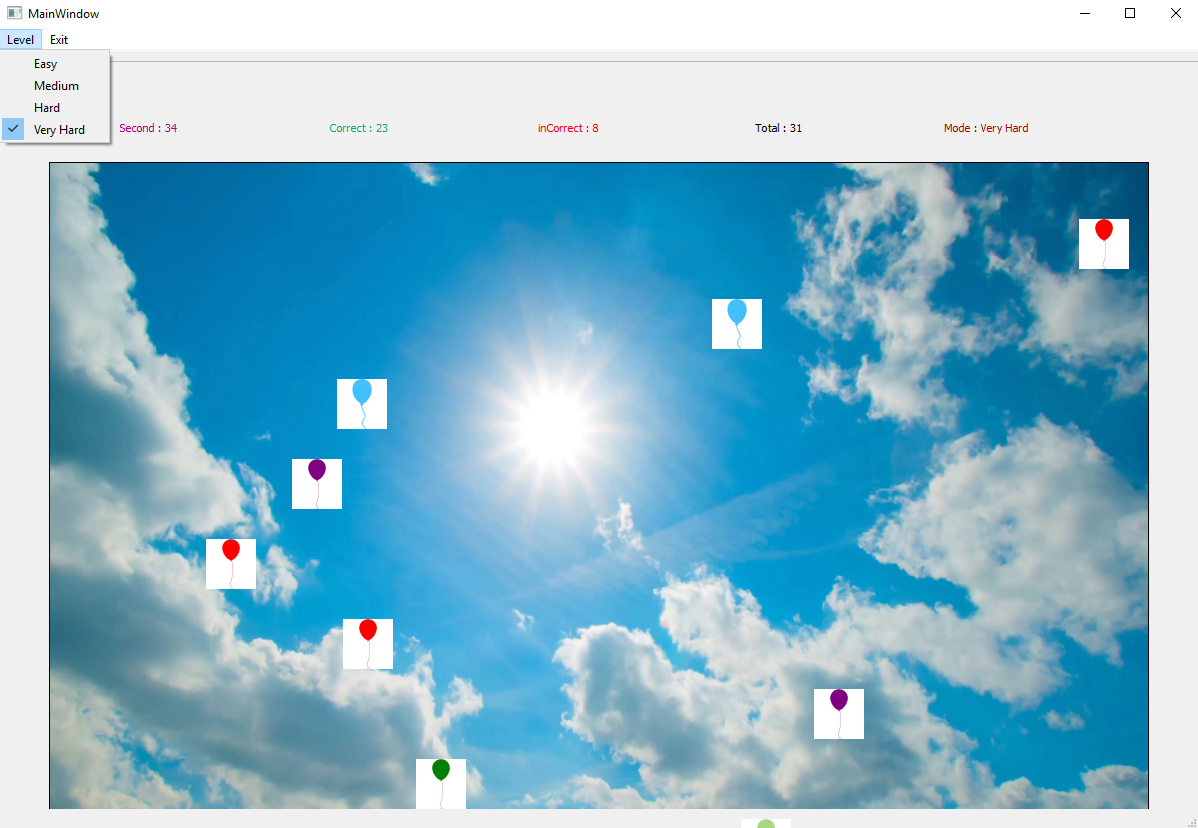 MainWindow
Level Exit
Easy
Medium
Hard
Very Hard
Second : 34 Correct : 23 inCorrect : 8 Total : 31 Mode : Very Hard